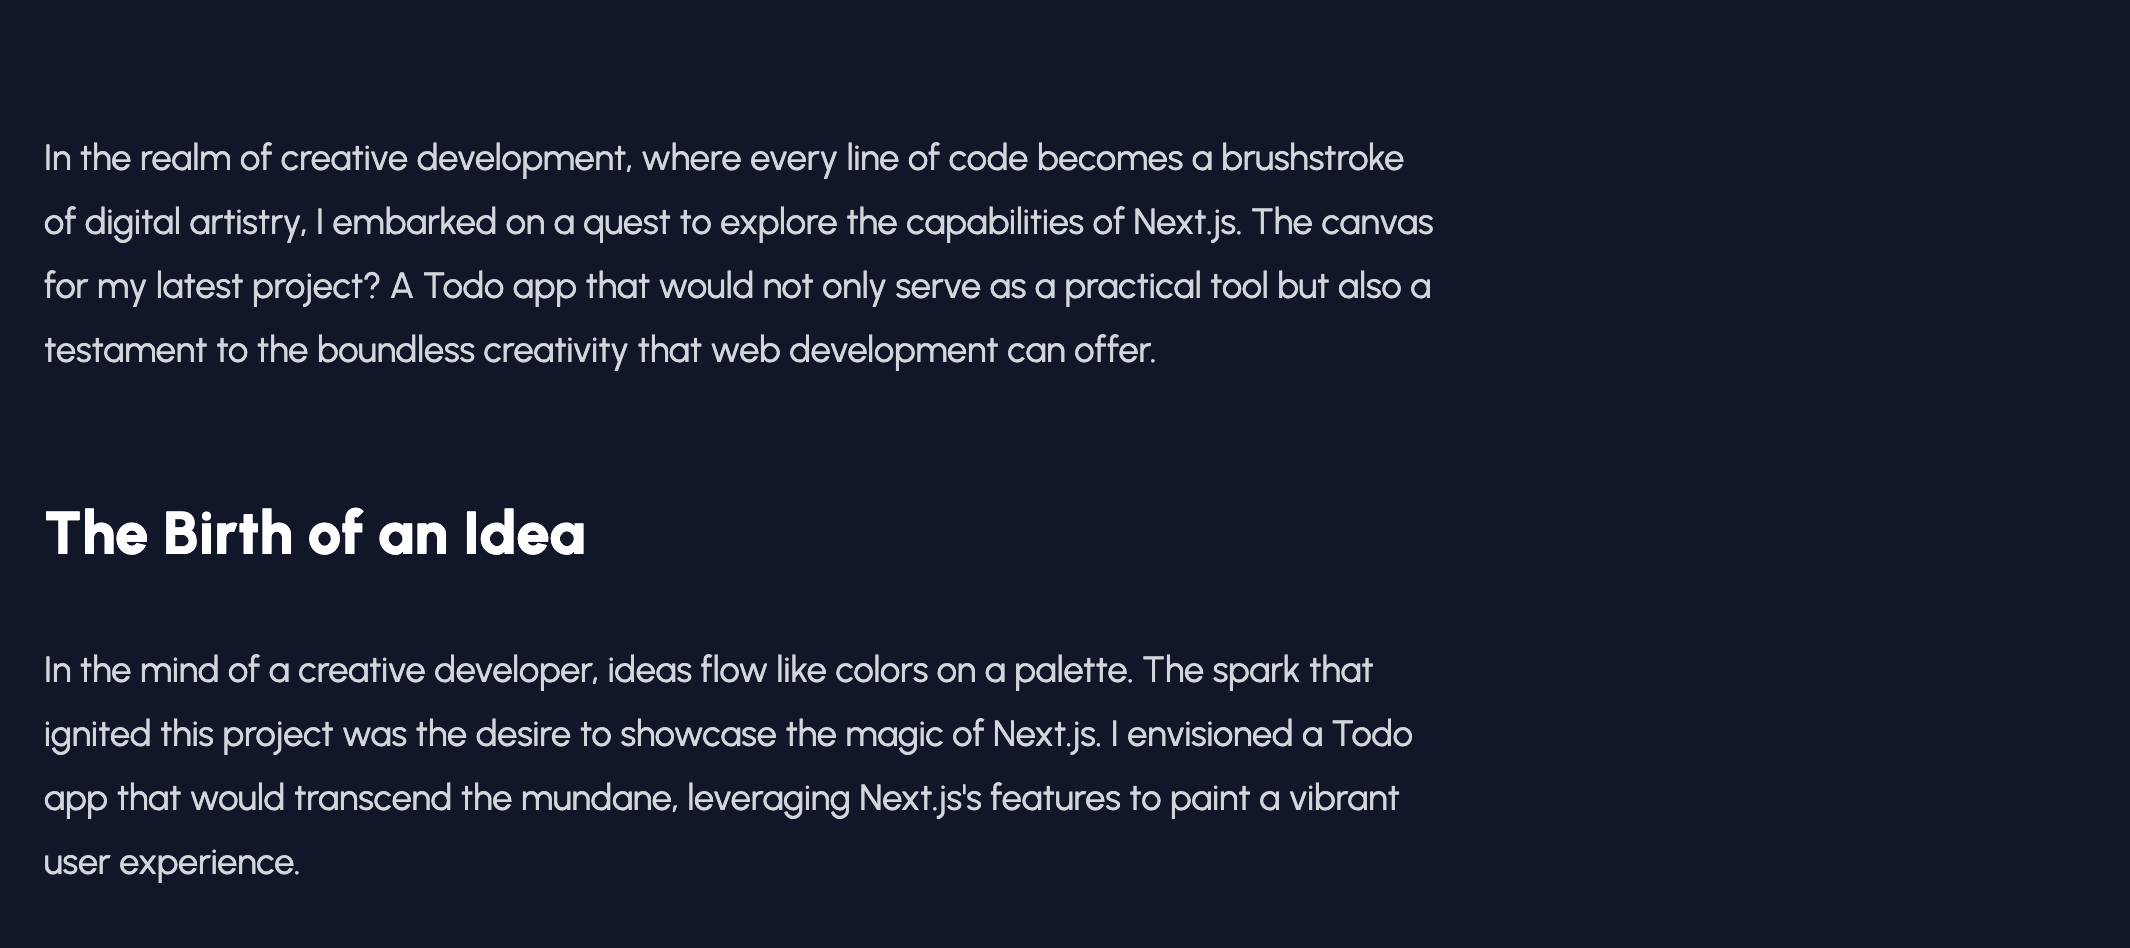 In the realm of creative development, where every line of code becomes a brushstroke
of digital artistry, I embarked on a quest to explore the capabilities of Next.js. The canvas
for my latest project? A Todo app that would not only serve as a practical tool but also a
testament to the boundless creativity that web development can offer.
The Birth of an Idea
In the mind of a creative developer, ideas flow like colors on a palette. The spark that
ignited this project was the desire to showcase the magic of Next.js. I envisioned a Todo
app that would transcend the mundane, leveraging Next.js's features to paint a vibrant
user experience.